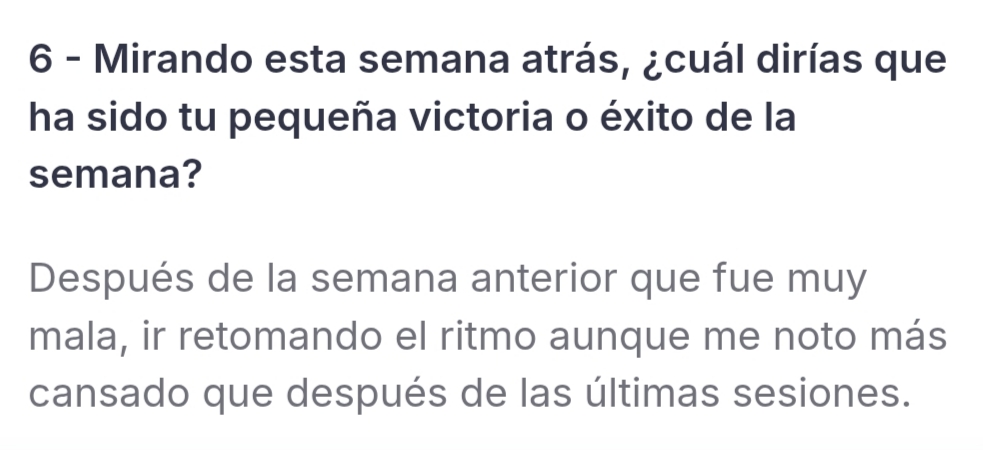 6 - Mirando esta semana atrás, ¿cuál dirías que
ha sido tu pequeña victoria o éxito de la
semana?
Después de la semana anterior que fue muy
mala, ir retomando el ritmo aunque me noto más
cansado que después de las últimas sesiones.